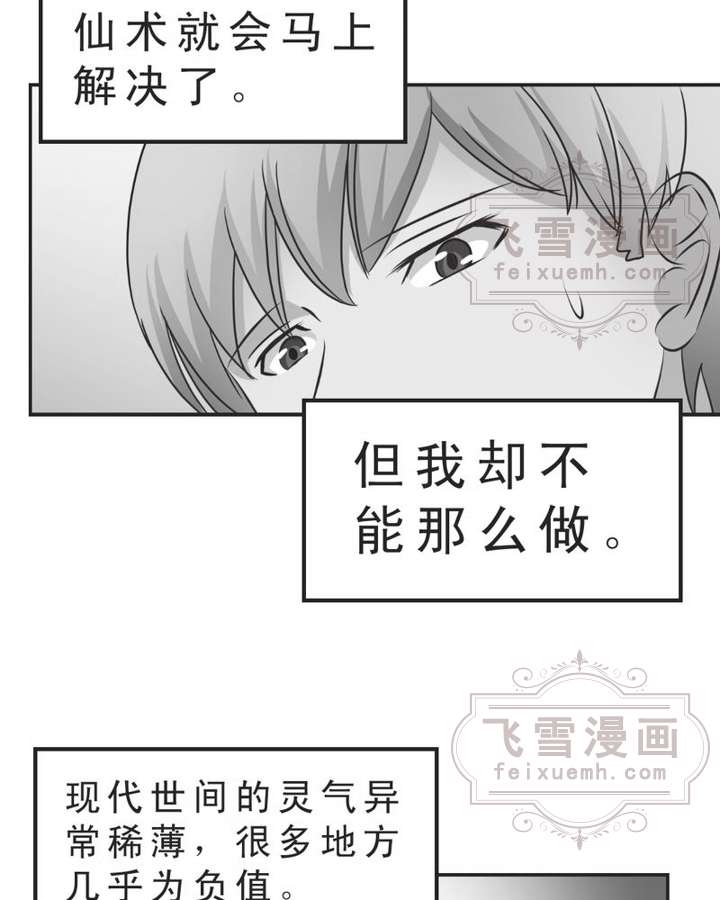 仙术就会马上
解决了。
飞雪漫画
feixuemh.com
但我却不
能那么做。
飞雪漫画
feixuemh.com
现代世间的灵气异
常稀薄，很多地方
几乎为负值。